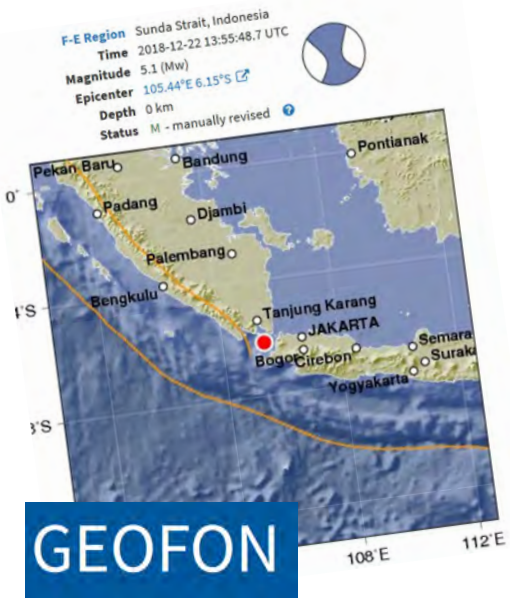 F-E Region Sunda Strait, Indonesia
Time 2018-12-22 13:55:48.7 UTC
Magnitude 5.1 (Mw)
Epicenter 105.44°E 6.15°S
Depth 0 km
Status M - manually revised ?
Pontianak
Pekan Baru
Bandung
0°
Padang
Djambi
Palembang
Bengkulu
Tanjung Karang
4°S
JAKARTA
Semara
Bogor
Cirebon
Surak
Yogyakarta
8°S
GEOFON
108°E
112°E